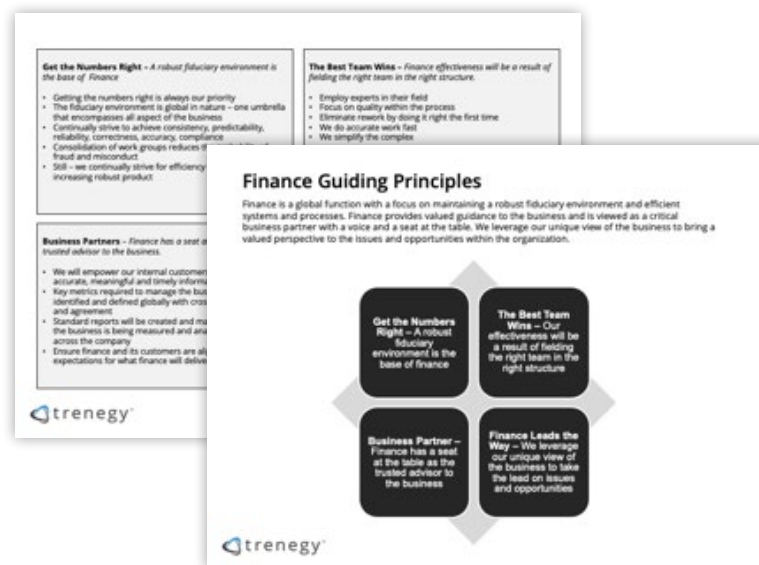 Get the Numbers Right – A robust fiduciary environment is
the base of Finance
• Getting the numbers right is always our priority
• The fiduciary environment is global in nature – one umbrella
that encompasses all aspect of the business
• Continually strive to achieve consistency, predictability,
reliability, correctness, accuracy, compliance
• Consolidation of work groups reduces
fraud and misconduct
• Still – we continually strive for efficiency
increasing robust product
The Best Team Wins – Finance effectiveness will be a result of
fielding the right team in the right structure.
• Employ experts in their field
• Focus on quality within the process
• Eliminate rework by doing it right the first time
• We do accurate work fast
• We simplify the complex
Business Partners – Finance has a seat
trusted advisor to the business.
• We will empower our internal customer
accurate, meaningful and timely
• Key metrics required to manage the
identified and defined globally with
and agreement
• Standard reports will be created and
the business is being measured and
across the company
• Ensure finance and its customers are
expectations for what finance will
trenegy
Finance Guiding Principles
Finance is a global function with a focus on maintaining a robust fiduciary environment and efficient
systems and processes. Finance provides valued guidance to the business and is viewed as a critical
business partner with a voice and a seat at the table. We leverage our unique view of the business to bring a
valued perspective to the issues and opportunities within the organization.
Get the Numbers
Right – A robust
fiduciary
environment is the
base of finance
The Best Team
Wins – Our
effectiveness will be
a result of fielding
the right team in the
right structure
Business Partner –
Finance has a seat
at the table as the
trusted advisor to
the business
Finance Leads the
Way – We leverage
our unique view of
the business to take
the lead on issues
and opportunities
trenegy